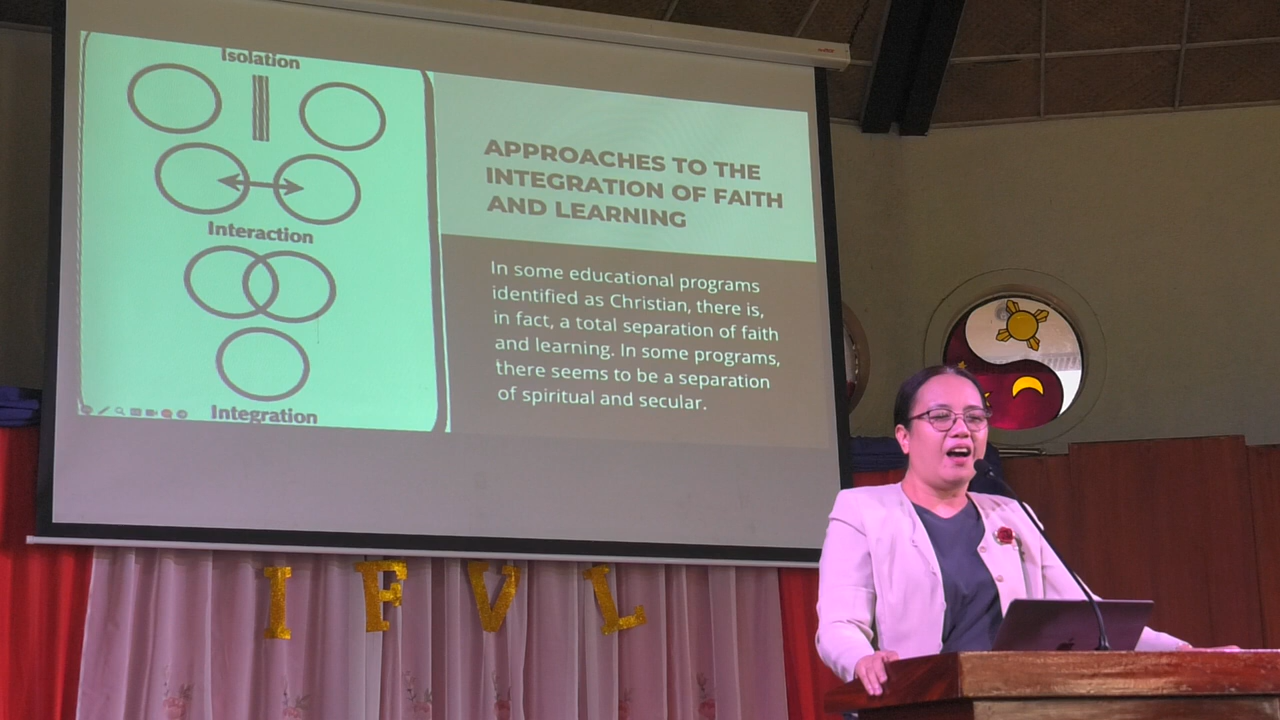 Isolation
Interaction
Integration
APPROACHES TO THE
INTEGRATION OF FAITH
AND LEARNING
In some educational programs
identified as Christian, there is,
in fact, a total separation of faith
and learning. In some programs,
there seems to be a separation
of spiritual and secular.
I F V L